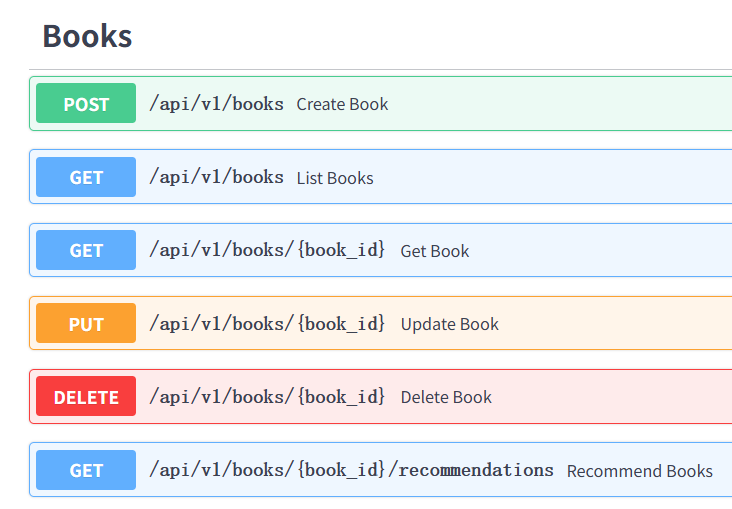 Books
POST /api/v1/books Create Book
GET /api/v1/books List Books
GET /api/v1/books/{book_id} Get Book
PUT /api/v1/books/{book_id} Update Book
DELETE /api/v1/books/{book_id} Delete Book
GET /api/v1/books/{book_id}/recommendations Recommend Books